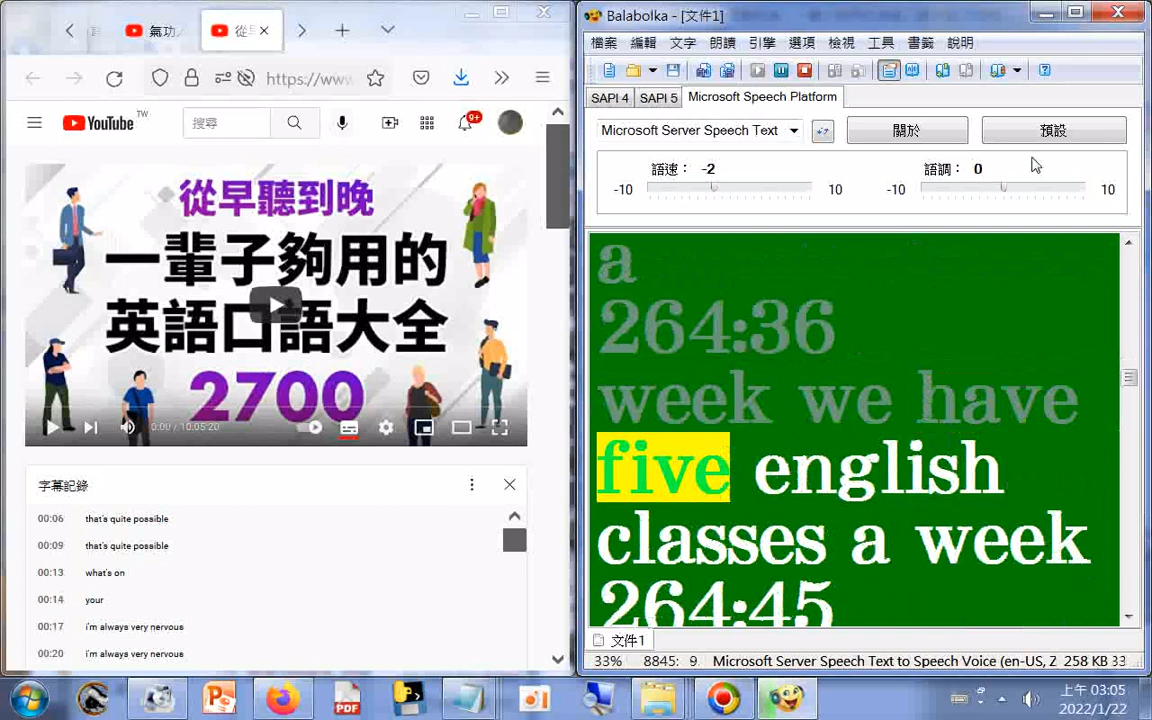 氣功
從
https://www
YouTube TW
搜尋
9+
從早聽到晚
一輩子夠用的
英語口語大全
2700
0:00 / 10:05:20
字幕記錄
00:06 that's quite possible
00:09 that's quite possible
00:13 what's on
00:14 your
00:17 i'm always very nervous
00:20 i'm always very nervous
Balabolka - [文件1]
檔案 編輯 文字 朗讀 引擎 選項 檢視 工具 書籤 說明
SAPI 4 SAPI 5 Microsoft Speech Platform
Microsoft Server Speech Text 關於 預設
語速： -2 語調： 0
-10 10 -10 10
a
264:36
week we have
five english
classes a week
264:45
文件1
33% 8845: 9 Microsoft Server Speech Text to Speech Voice (en-US, Z 258 KB 33
PDF
上午 03:05
2022/1/22